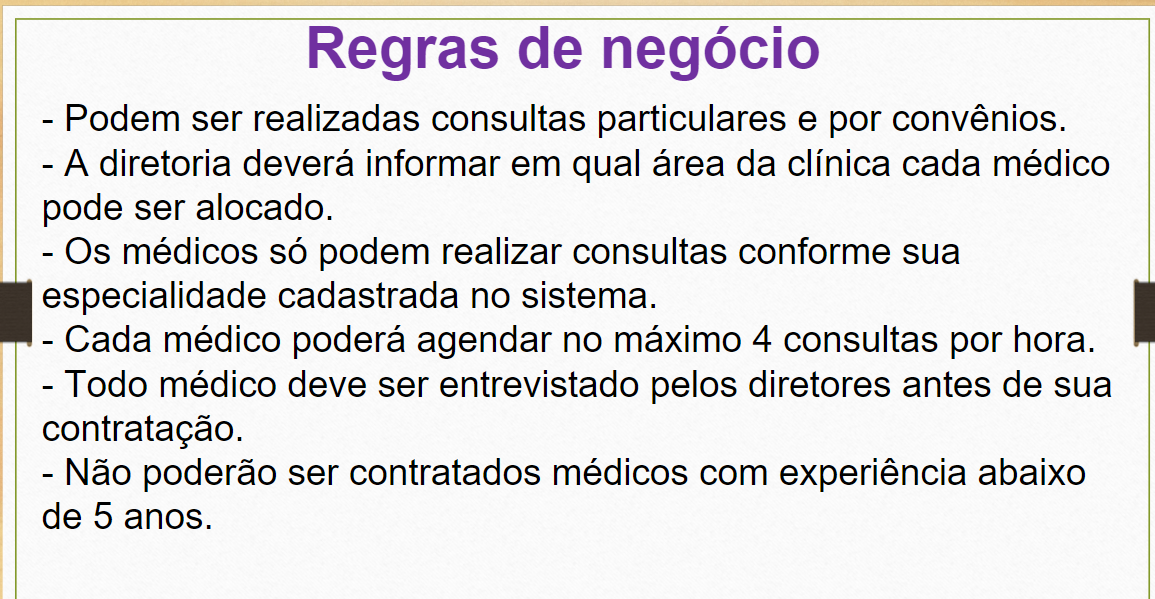 Regras de negócio
- Podem ser realizadas consultas particulares e por convênios.
- A diretoria deverá informar em qual área da clínica cada médico
pode ser alocado.
- Os médicos só podem realizar consultas conforme sua
especialidade cadastrada no sistema.
- Cada médico poderá agendar no máximo 4 consultas por hora.
- Todo médico deve ser entrevistado pelos diretores antes de sua
contratação.
- Não poderão ser contratados médicos com experiência abaixo
de 5 anos.